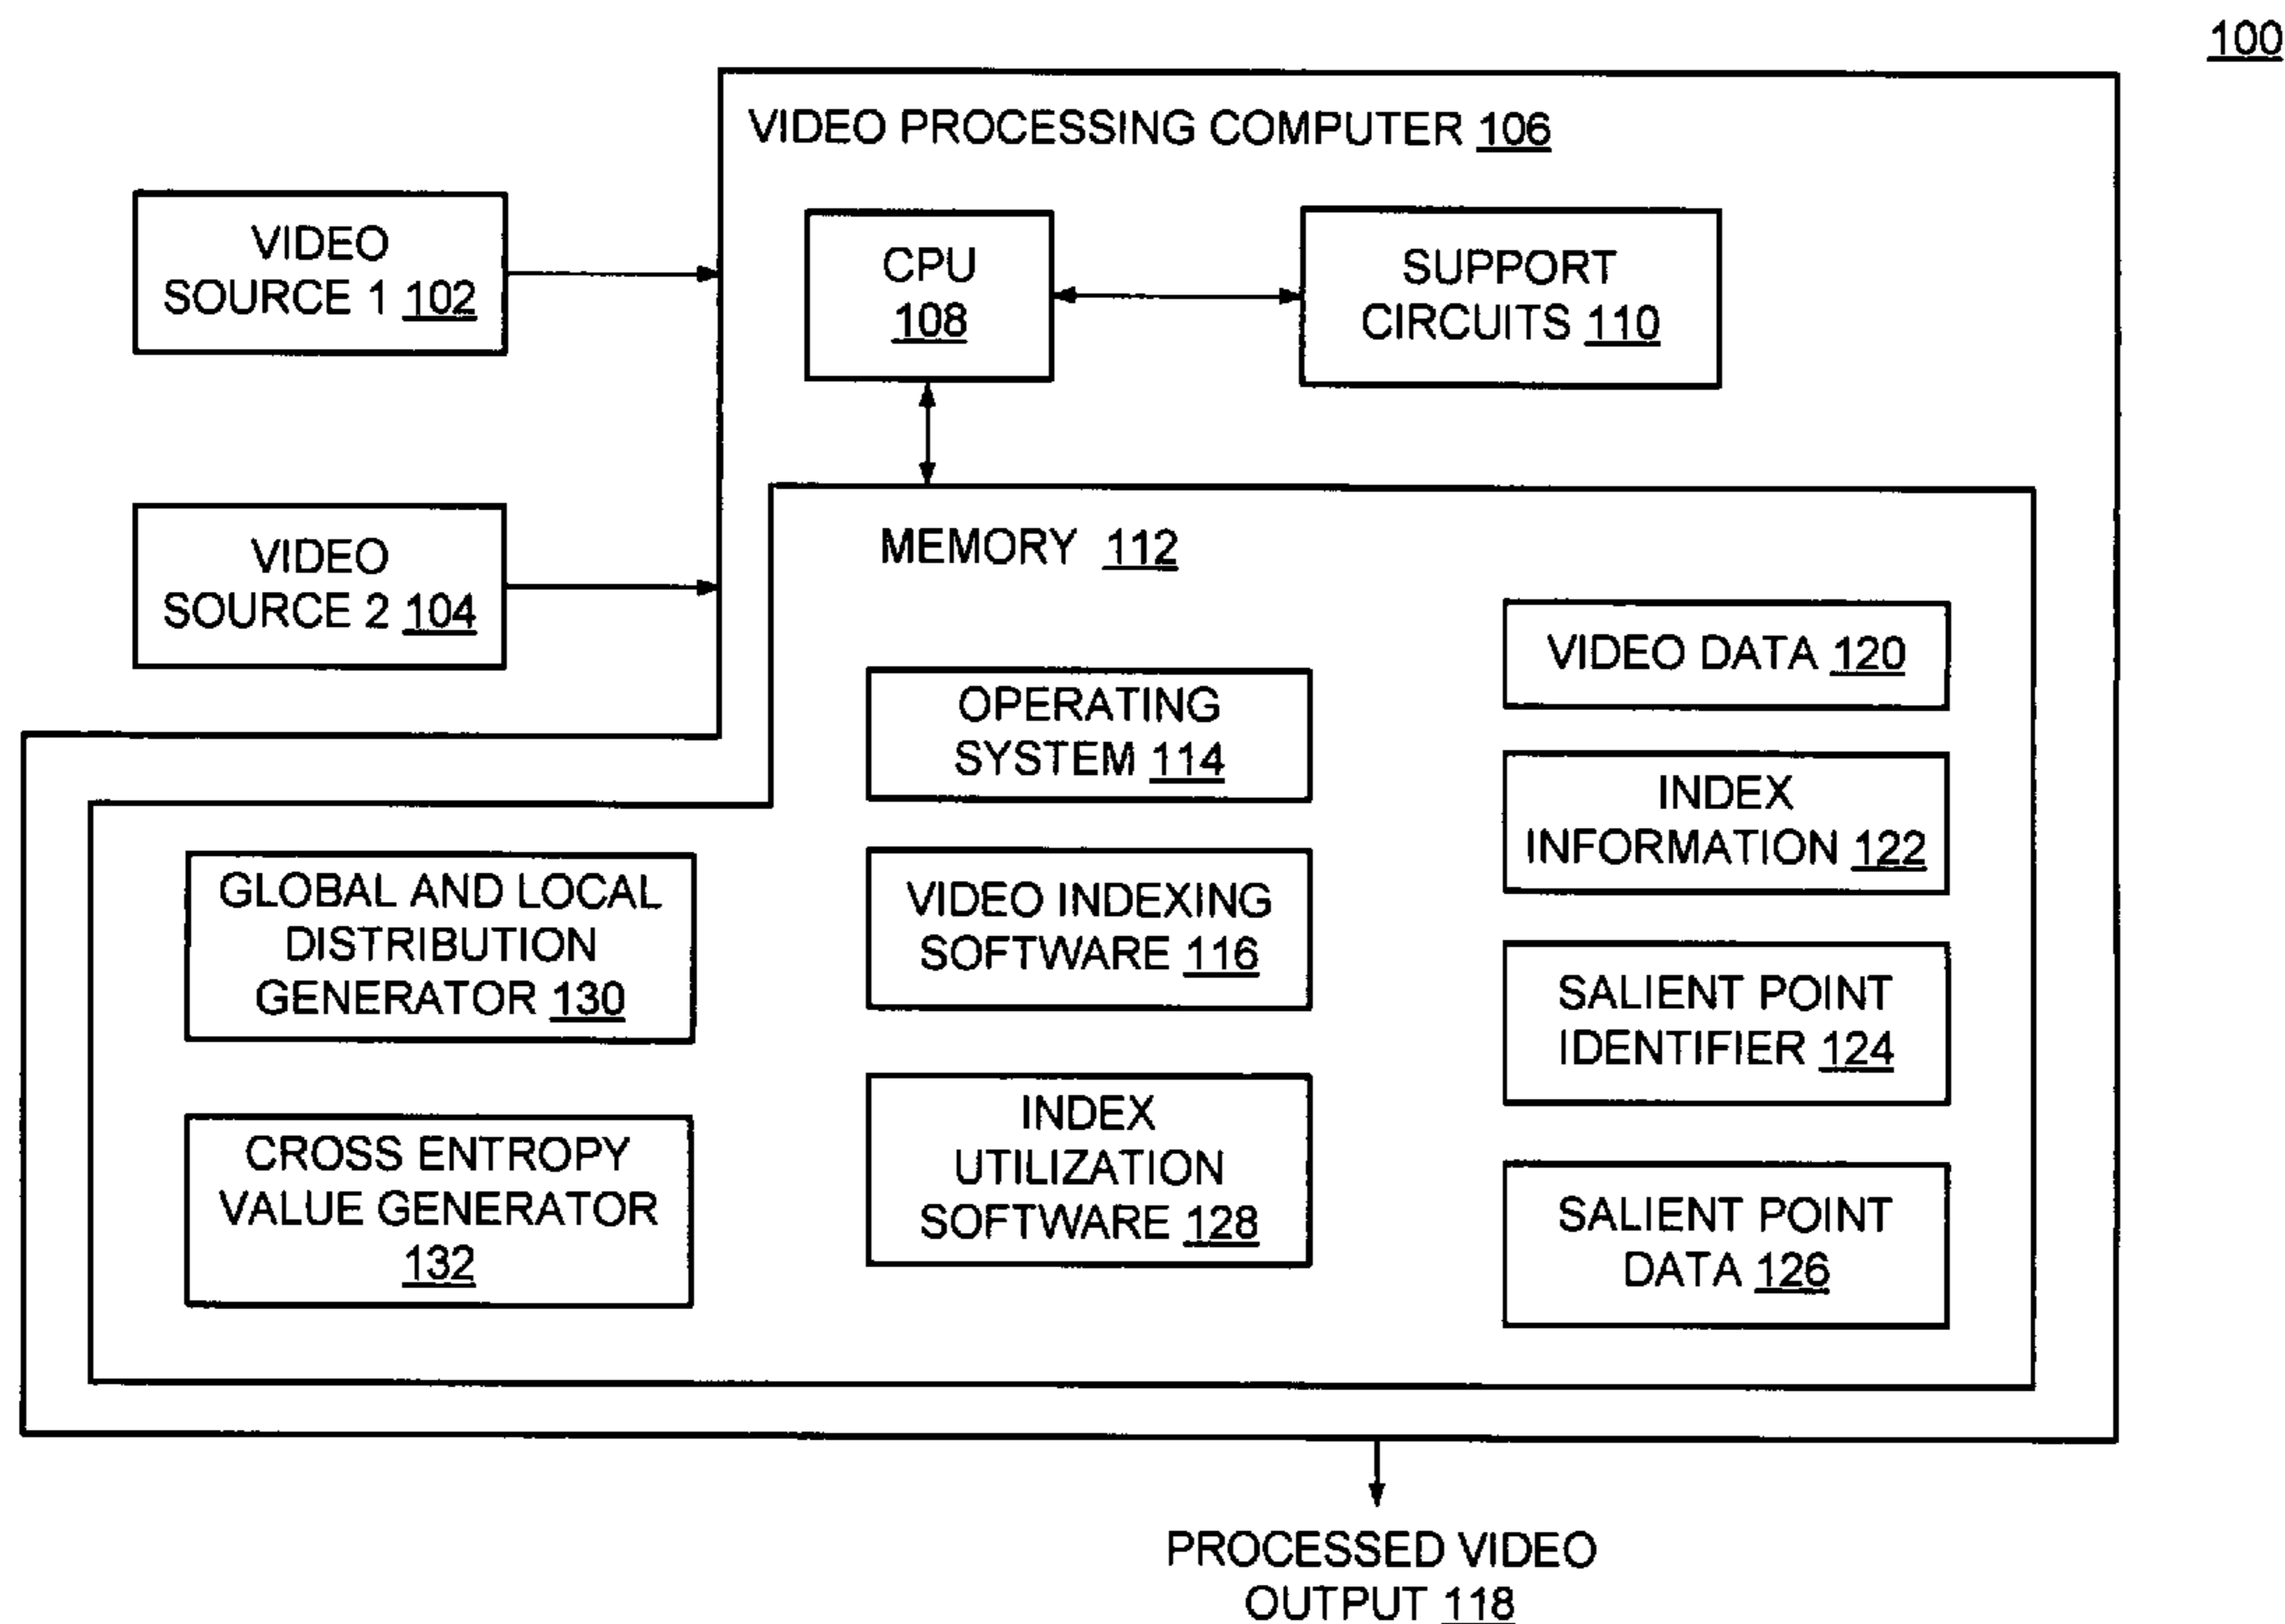 100
VIDEO PROCESSING COMPUTER 106
VIDEO
SOURCE 1 102
CPU
108
SUPPORT
CIRCUITS 110
VIDEO
SOURCE 2 104
MEMORY 112
VIDEO DATA 120
OPERATING
SYSTEM 114
INDEX
INFORMATION 122
GLOBAL AND LOCAL
DISTRIBUTION
GENERATOR 130
VIDEO INDEXING
SOFTWARE 116
SALIENT POINT
IDENTIFIER 124
CROSS ENTROPY
VALUE GENERATOR
132
INDEX
UTILIZATION
SOFTWARE 128
SALIENT POINT
DATA 126
PROCESSED VIDEO
OUTPUT 118